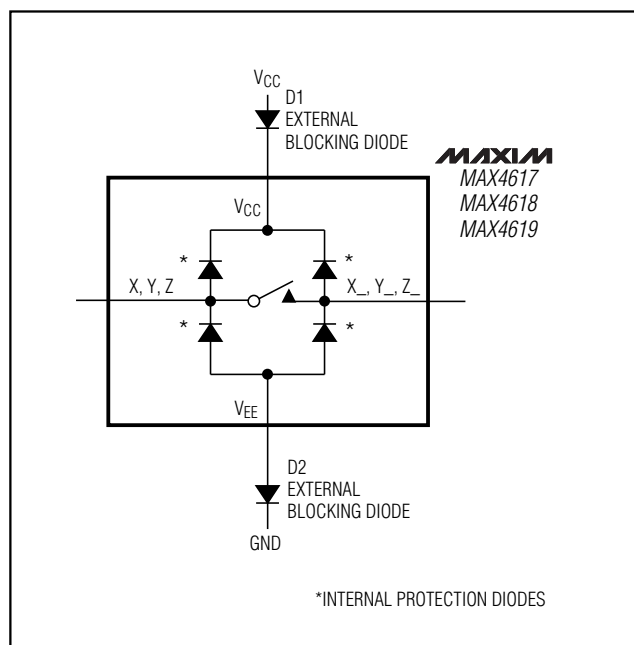 VCC
D1
EXTERNAL
BLOCKING DIODE
MAXIM
MAX4617
MAX4618
MAX4619
VCC
*
*
X, Y, Z
X_, Y_, Z_
*
*
VEE
D2
EXTERNAL
BLOCKING DIODE
GND
*INTERNAL PROTECTION DIODES